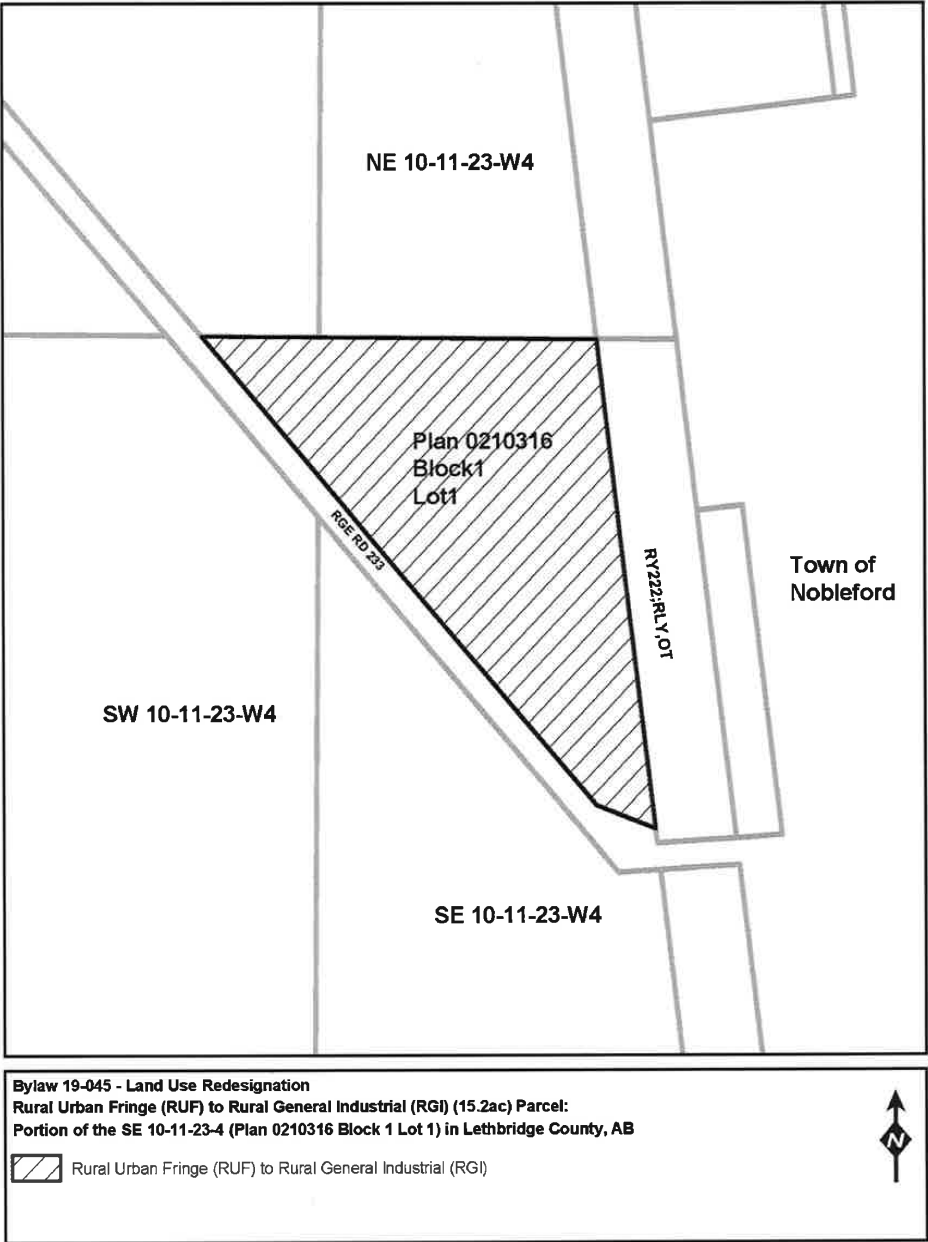 NE 10-11-23-W4
Plan 0210316
Block1
Lot1
RGE RD 233
RY222;RLY,OT
Town of
Nobleford
SW 10-11-23-W4
SE 10-11-23-W4
Bylaw 19-045 - Land Use Redesignation
Rural Urban Fringe (RUF) to Rural General Industrial (RGI) (15.2ac) Parcel:
Portion of the SE 10-11-23-4 (Plan 0210316 Block 1 Lot 1) in Lethbridge County, AB
Rural Urban Fringe (RUF) to Rural General Industrial (RGI)
N